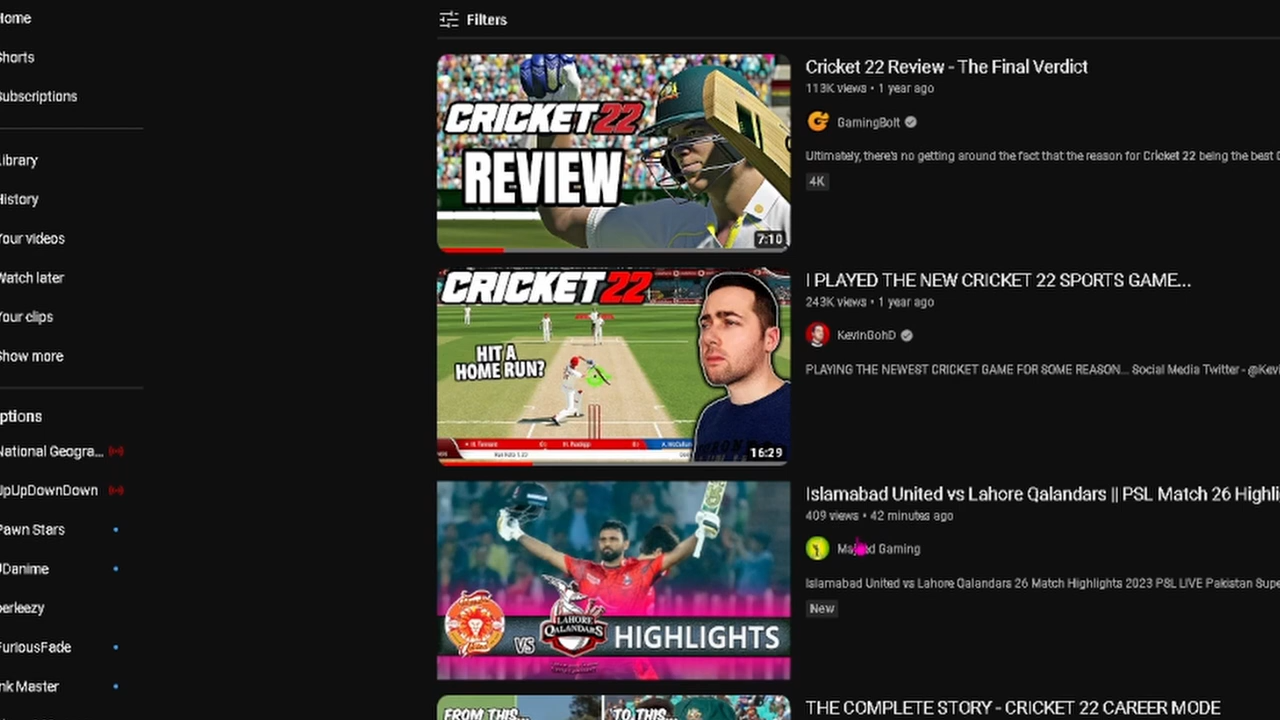 Home
Shorts
Subscriptions
Library
History
Your videos
Watch later
Your clips
Show more
ptions
National Geogra...
UpUpDownDown
Pawn Stars
Danime
erkeezy
FuriousFade
nk Master
Filters
CRICKET 22
REVIEW
7:10
Cricket 22 Review - The Final Verdict
113K views • 1 year ago
GamingBolt
Ultimately, there's no getting around the fact that the reason for Cricket 22 being the best
4K
CRICKET 22
HIT A
HOME RUN?
16:29
I PLAYED THE NEW CRICKET 22 SPORTS GAME...
243K views • 1 year ago
KevinGohD
PLAYING THE NEWEST CRICKET GAME FOR SOME REASON... Social Media Twitter - @Kevi
LAHORE
QALANDARS
VS
HIGHLIGHTS
Islamabad United vs Lahore Qalandars || PSL Match 26 Highli
409 views • 42 minutes ago
Gaming
Islamabad United vs Lahore Qalandars 26 Match Highlights 2023 PSL LIVE Pakistan Supe
New
FROM THIS...
TO THIS...
THE COMPLETE STORY - CRICKET 22 CAREER MODE